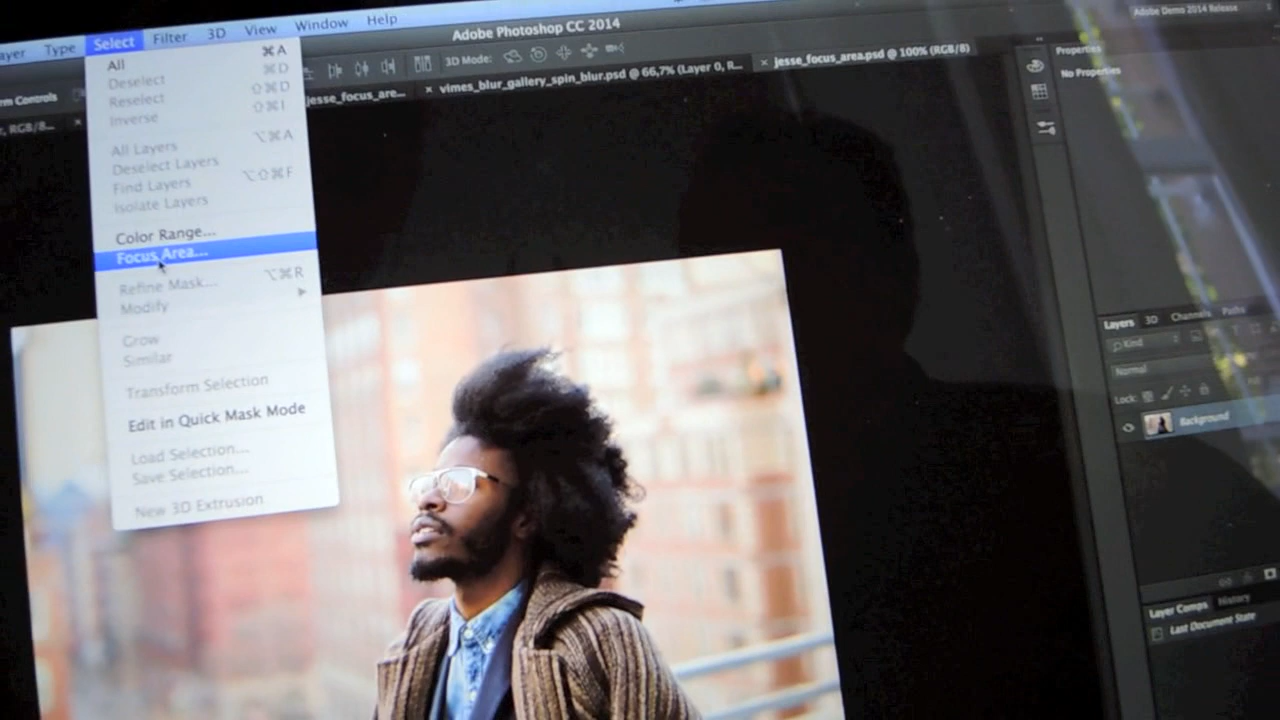 ayer Type Select Filter 3D View Window Help
Adobe Photoshop CC 2014
Adobe Demo 2014 Release
3D Mode:
rm Controls
, RGB/8... ×
jesse_focus_are...
× vimes_blur_gallery_spin_blur.psd @ 66,7% (Layer 0, R...
× jesse_focus_area.psd @ 100% (RGB/8)
All ⌘A
Deselect ⌘D
Reselect ⇧⌘D
Inverse ⇧⌘I
All Layers ⌥⌘A
Deselect Layers
Find Layers ⌥⇧⌘F
Isolate Layers
Color Range...
Focus Area...
Refine Mask... ⌥⌘R
Modify
Grow
Similar
Transform Selection
Edit in Quick Mask Mode
Load Selection...
Save Selection...
New 3D Extrusion
Properties
No Properties
Layers 3D Channels Paths
Kind
Normal
Lock:
Background
Layer Comps History
Last Document State